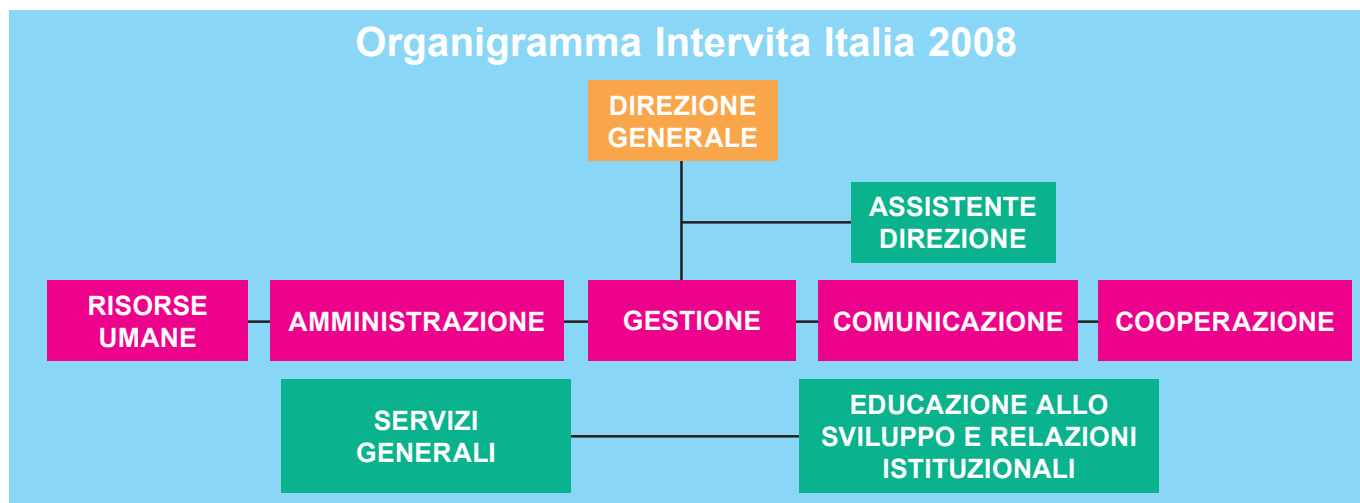 Organigramma Intervita Italia 2008
DIREZIONE
GENERALE
ASSISTENTE
DIREZIONE
RISORSE
UMANE
AMMINISTRAZIONE
GESTIONE
COMUNICAZIONE
COOPERAZIONE
SERVIZI
GENERALI
EDUCAZIONE ALLO
SVILUPPO E RELAZIONI
ISTITUZIONALI